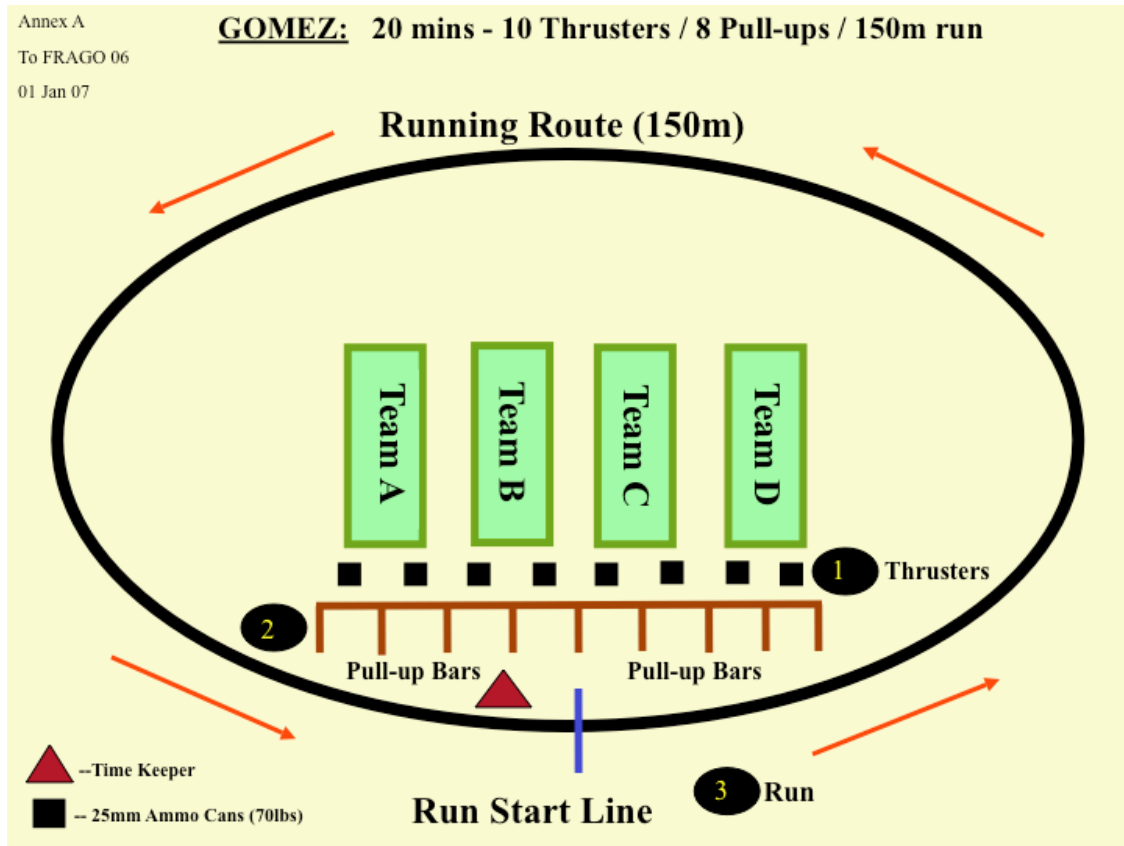 Annex A
To FRAGO 06
01 Jan 07
GOMEZ: 20 mins - 10 Thrusters / 8 Pull-ups / 150m run
Running Route (150m)
Team A
Team B
Team C
Team D
1 Thrusters
2
Pull-up Bars Pull-up Bars
--Time Keeper
-- 25mm Ammo Cans (70lbs)
Run Start Line
3 Run